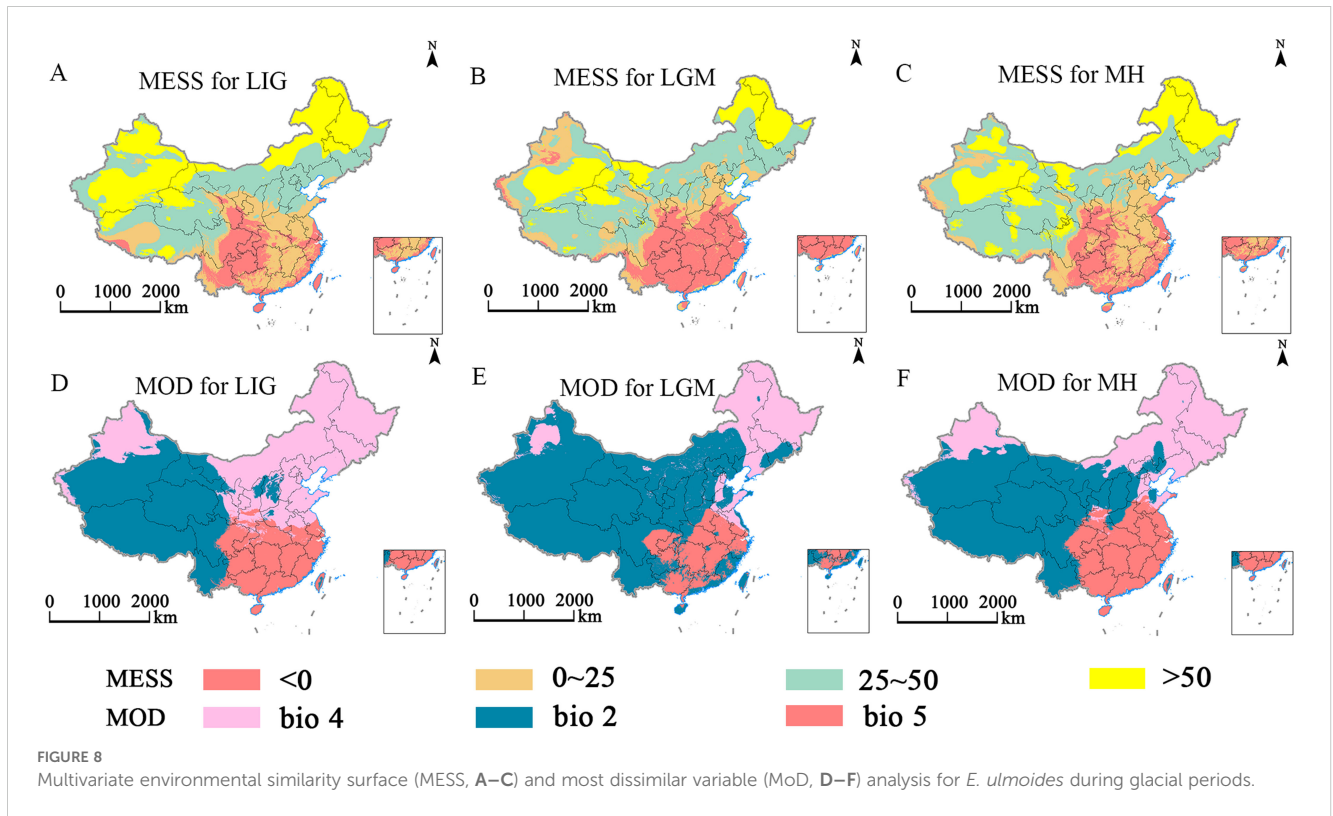 N
N
N
A
MESS for LIG
B
MESS for LGM
C
MESS for MH
0 1000 2000
km
0 1000 2000
km
0 1000 2000
km
N
N
N
D
MOD for LIG
E
MOD for LGM
F
MOD for MH
0 1000 2000
km
0 1000 2000
km
0 1000 2000
km
MESS <0 0~25 25~50 >50
MOD bio 4 bio 2 bio 5
FIGURE 8
Multivariate environmental similarity surface (MESS, A–C) and most dissimilar variable (MoD, D–F) analysis for E. ulmoides during glacial periods.